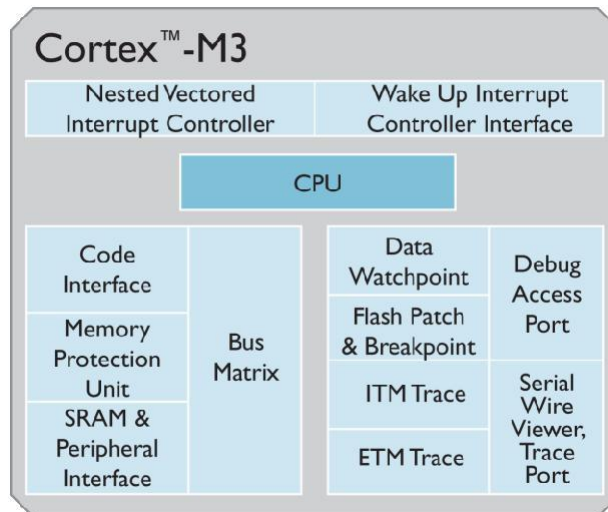 Cortex™-M3
Nested Vectored
Interrupt Controller
Wake Up Interrupt
Controller Interface
CPU
Code
Interface
Memory
Protection
Unit
SRAM &
Peripheral
Interface
Bus
Matrix
Data
Watchpoint
Flash Patch
& Breakpoint
ITM Trace
ETM Trace
Debug
Access
Port
Serial
Wire
Viewer,
Trace
Port